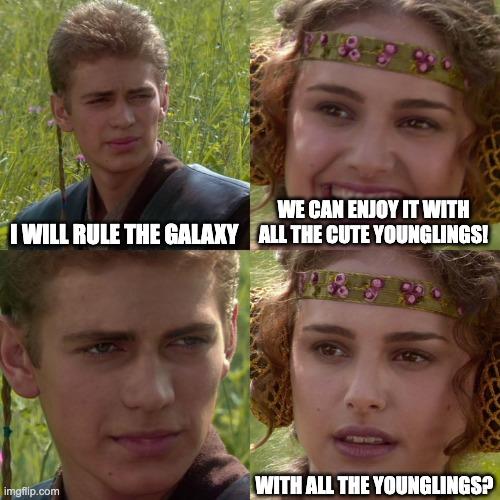 I WILL RULE THE GALAXY
WE CAN ENJOY IT WITH
ALL THE CUTE YOUNGLINGS!
WITH ALL THE YOUNGLINGS?
imgflip.com